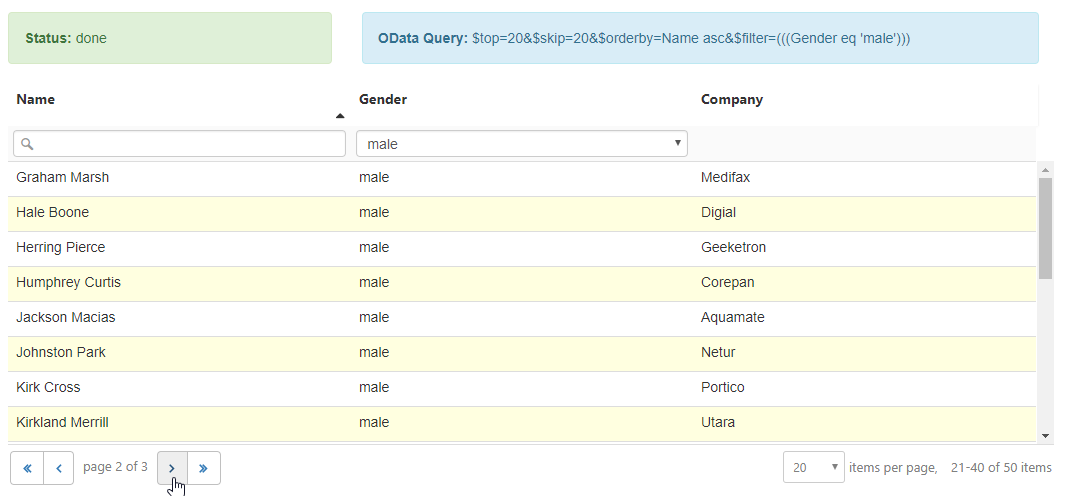 Status: done
OData Query: $top=20&$skip=20&$orderby=Name asc&$filter=(((Gender eq 'male')))
Name Gender Company
male
Graham Marsh male Medifax
Hale Boone male Digial
Herring Pierce male Geeketron
Humphrey Curtis male Corepan
Jackson Macias male Aquamate
Johnston Park male Netur
Kirk Cross male Portico
Kirkland Merrill male Utara
« ‹ page 2 of 3 › » 20 items per page, 21-40 of 50 items